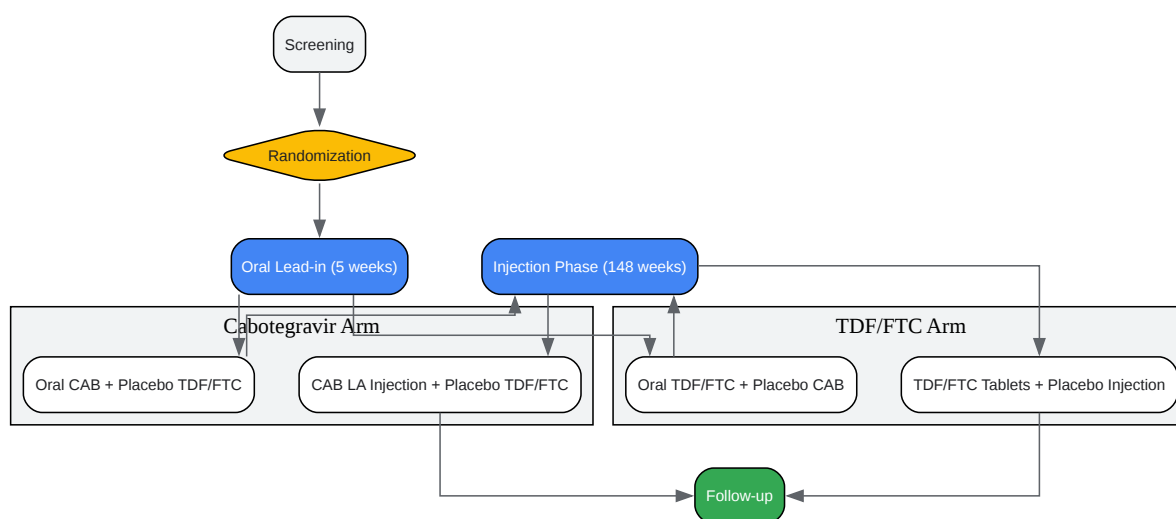 Screening
Randomization
Oral Lead-in (5 weeks)
Injection Phase (148 weeks)
Cabotegravir Arm
TDF/FTC Arm
Oral CAB + Placebo TDF/FTC
CAB LA Injection + Placebo TDF/FTC
Oral TDF/FTC + Placebo CAB
TDF/FTC Tablets + Placebo Injection
Follow-up